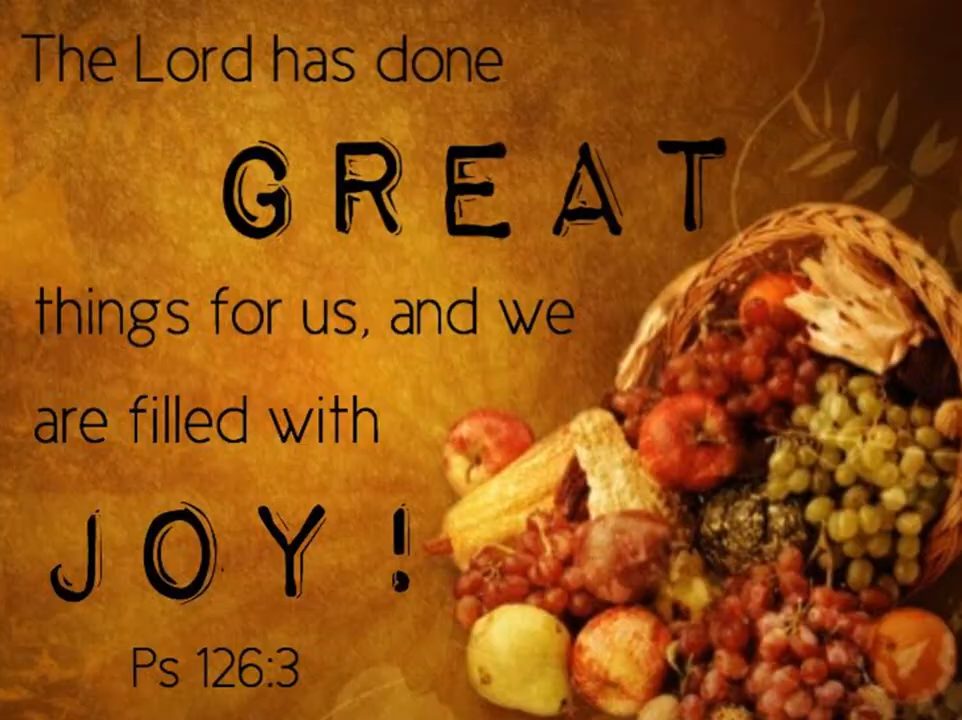 The Lord has done
GREAT
things for us, and we
are filled with
JOY!
Ps 126:3